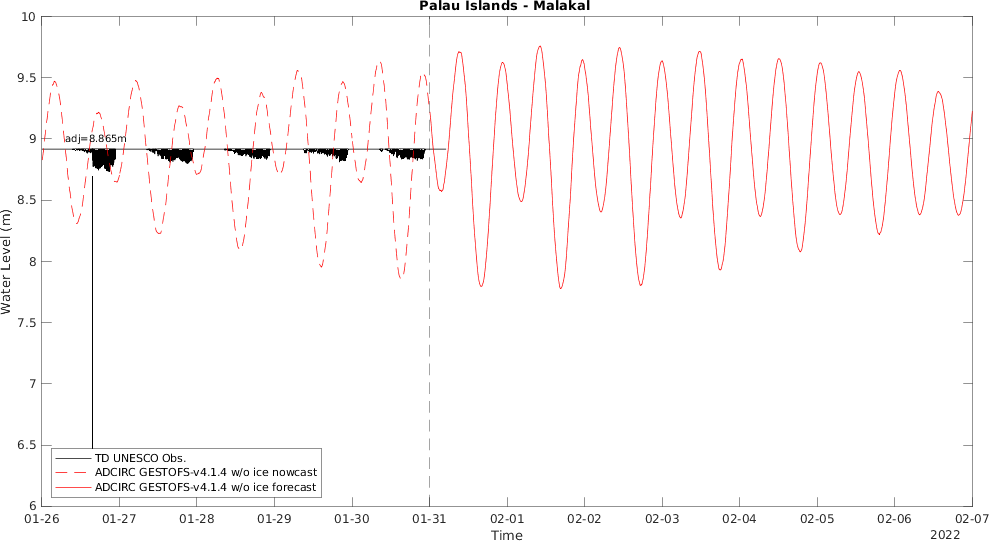 Palau Islands - Malakal
10
9.5
9
8.5
8
7.5
7
6.5
6
Water Level (m)
adj=8.865m
TD UNESCO Obs.
ADCIRC GESTOFS-v4.1.4 w/o ice nowcast
ADCIRC GESTOFS-v4.1.4 w/o ice forecast
01-26 01-27 01-28 01-29 01-30 01-31 02-01 02-02 02-03 02-04 02-05 02-06 02-07
Time
2022